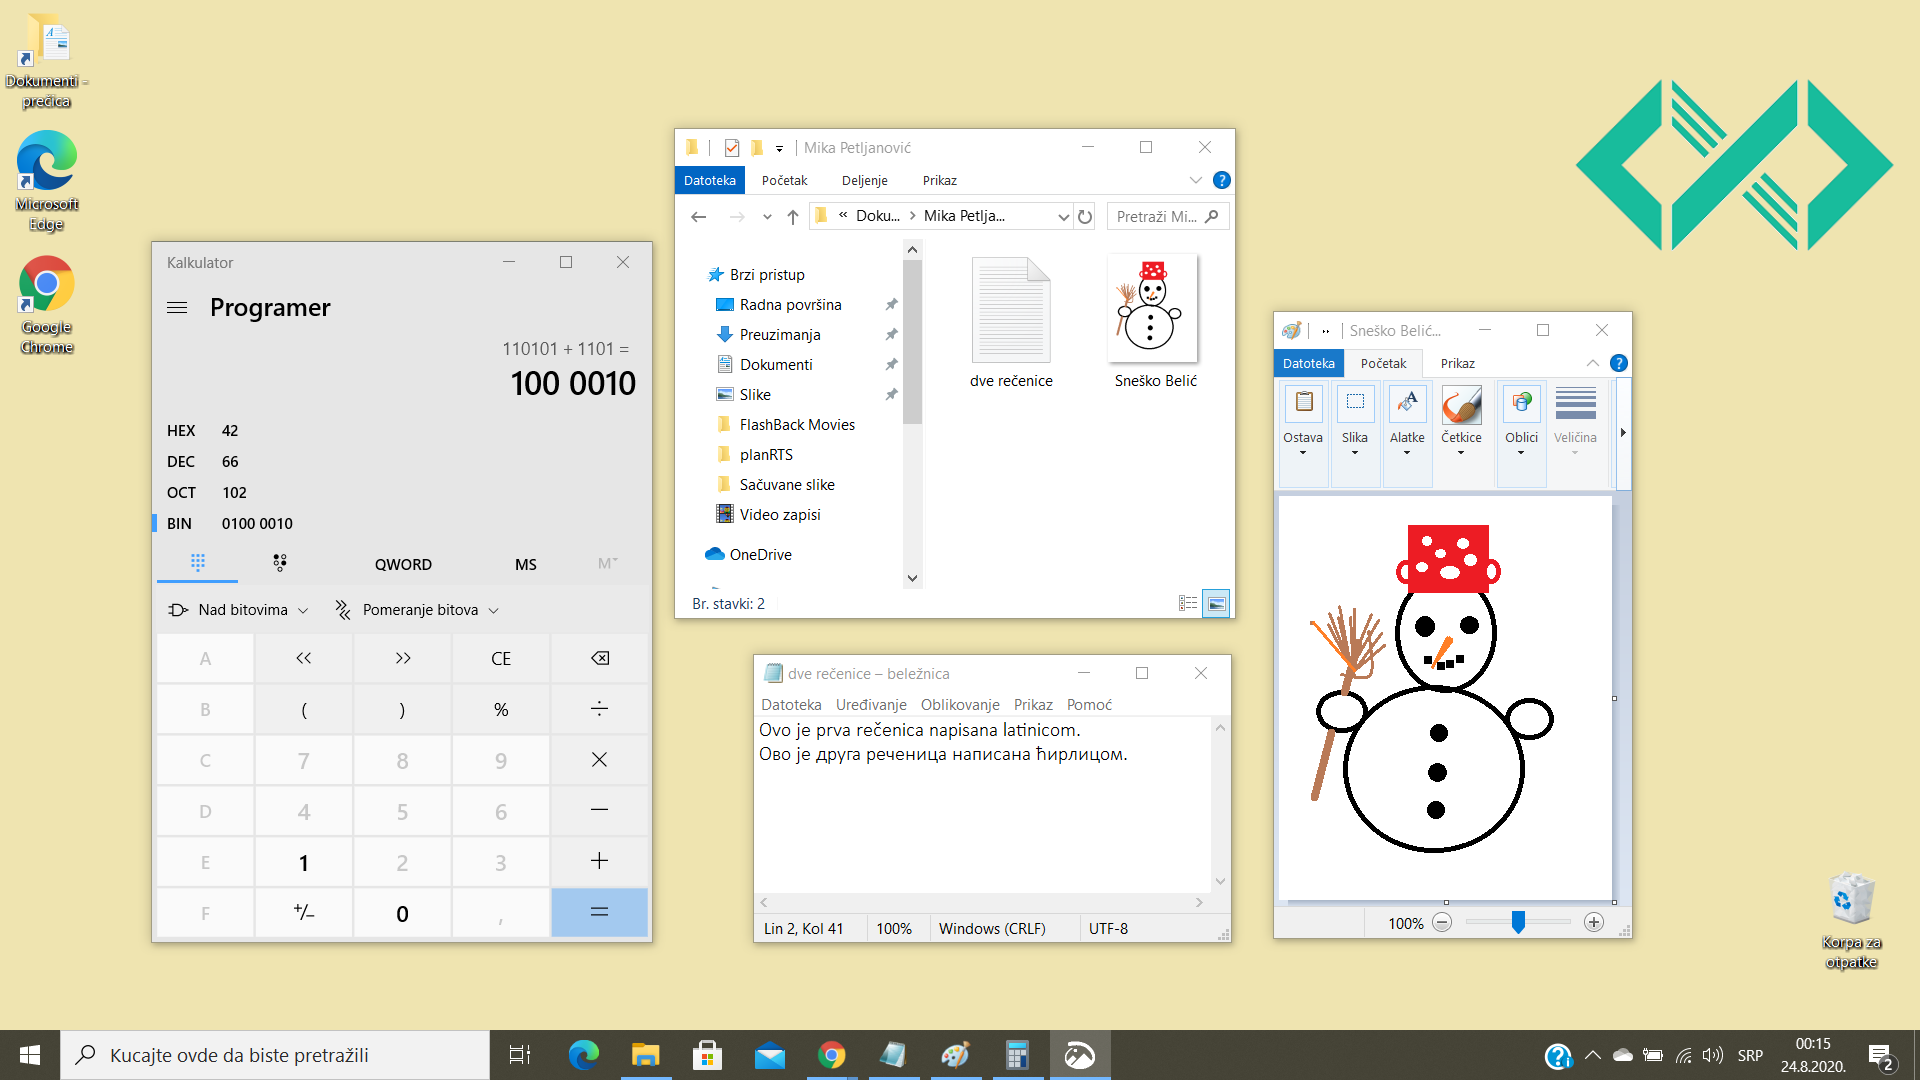 Dokumenti -
prečica
Microsoft
Edge
Google
Chrome
Kalkulator
Programer
110101 + 1101 =
100 0010
HEX 42
DEC 66
OCT 102
BIN 0100 0010
QWORD MS M
Nad bitovima Pomeranje bitova
A << >> CE
B ( ) % ÷
C 7 8 9 ×
D 4 5 6 −
E 1 2 3 +
F +/− 0 , =
Mika Petljanović
Datoteka Početak Deljenje Prikaz
« Doku... > Mika Petlja... Pretraži Mi...
Brzi pristup
Radna površina
Preuzimanja
Dokumenti
Slike
FlashBack Movies
planRTS
Sačuvane slike
Video zapisi
OneDrive
dve rečenice Sneško Belić
Br. stavki: 2
dve rečenice – beležnica
Datoteka Uređivanje Oblikovanje Prikaz Pomoć
Ovo je prva rečenica napisana latinicom.
Ово је друга реченица написана ћирлицом.
Lin 2, Kol 41 100% Windows (CRLF) UTF-8
Sneško Belić...
Datoteka Početak Prikaz
Ostava Slika Alatke Četkice Oblici Veličina
100%
Korpa za
otpatke
Kucajte ovde da biste pretražili
SRP
00:15
24.8.2020.
2